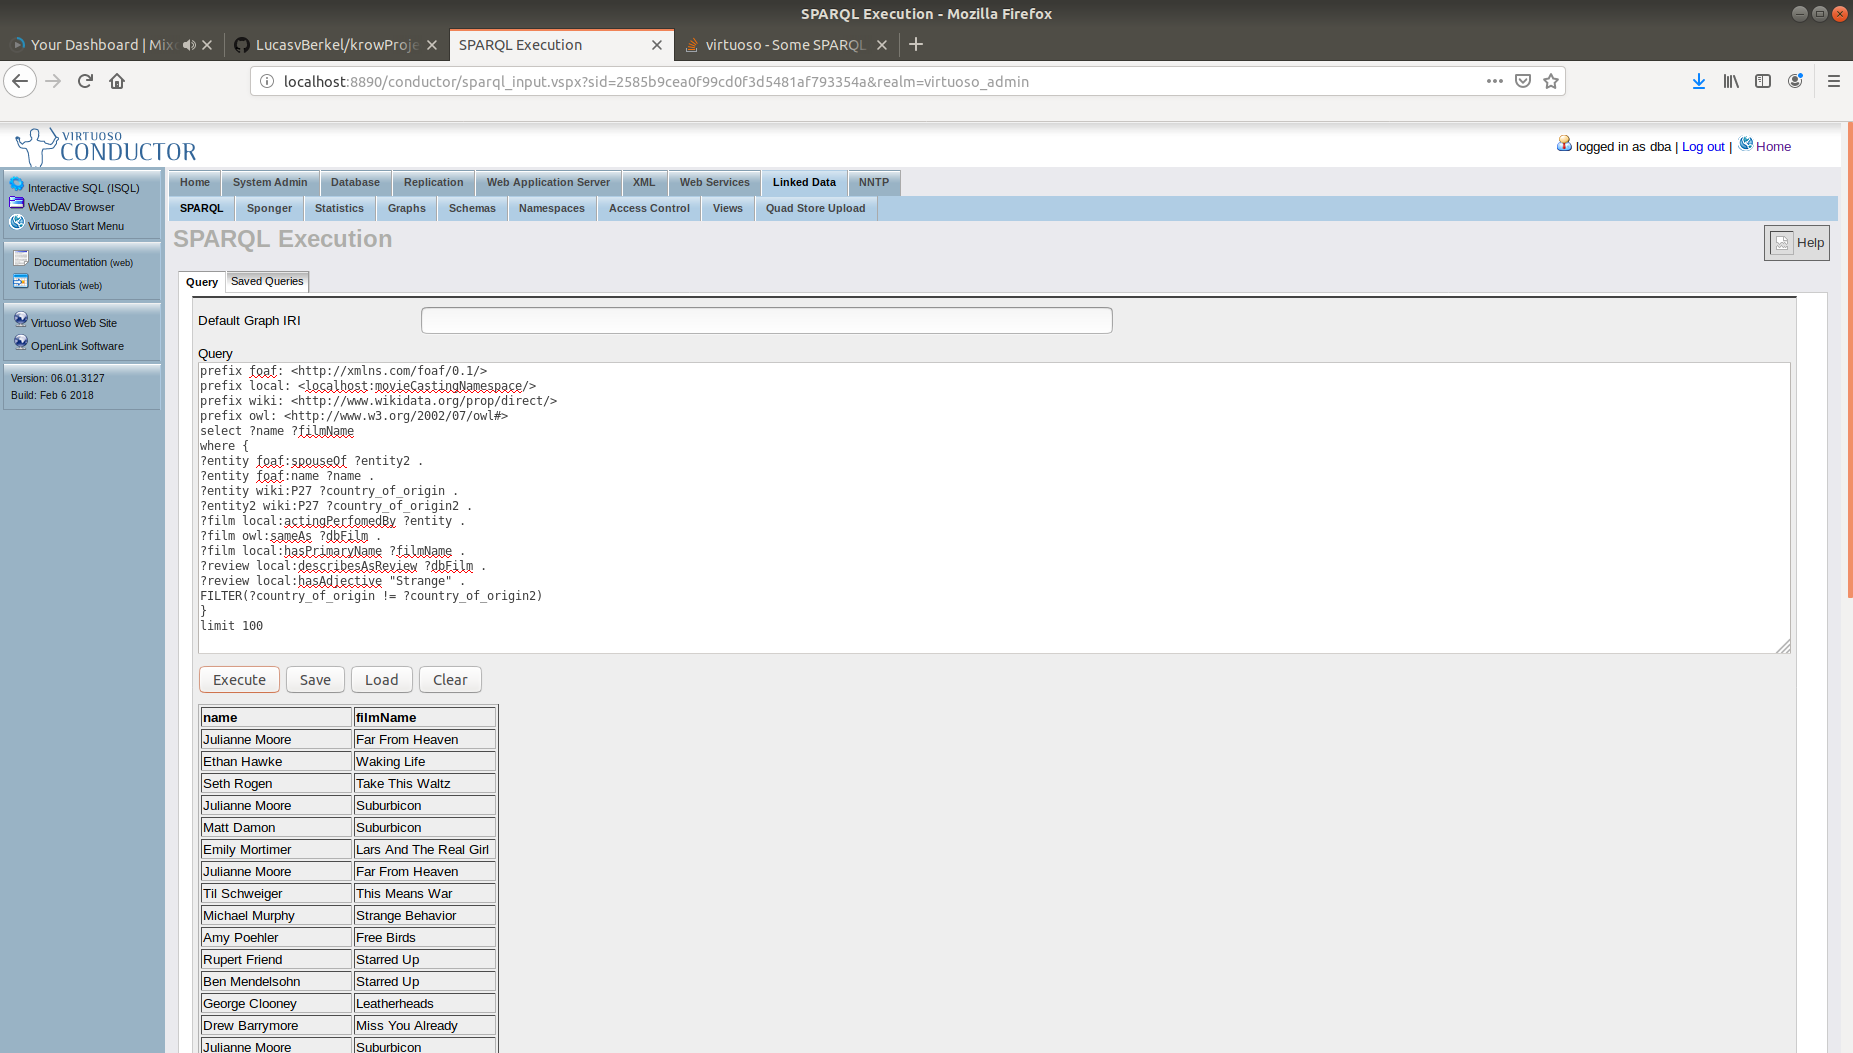 SPARQL Execution - Mozilla Firefox
Your Dashboard | Mix
LucasvBerkel/krowProje
SPARQL Execution
virtuoso - Some SPARQL
localhost:8890/conductor/sparql_input.vspx?sid=2585b9cea0f99cd0f3d5481af793354a&realm=virtuoso_admin
VIRTUOSO
CONDUCTOR
logged in as dba | Log out | Home
Interactive SQL (ISQL)
WebDAV Browser
Virtuoso Start Menu
Documentation (web)
Tutorials (web)
Virtuoso Web Site
OpenLink Software
Version: 06.01.3127
Build: Feb 6 2018
Home System Admin Database Replication Web Application Server XML Web Services Linked Data NNTP
SPARQL Sponger Statistics Graphs Schemas Namespaces Access Control Views Quad Store Upload
SPARQL Execution
Help
Query Saved Queries
Default Graph IRI
Query
prefix foaf: <http://xmlns.com/foaf/0.1/>
prefix local: <localhost:movieCastingNamespace/>
prefix wiki: <http://www.wikidata.org/prop/direct/>
prefix owl: <http://www.w3.org/2002/07/owl#>
select ?name ?filmName
where {
?entity foaf:spouseOf ?entity2 .
?entity foaf:name ?name .
?entity wiki:P27 ?country_of_origin .
?entity2 wiki:P27 ?country_of_origin2 .
?film local:actingPerfomedBy ?entity .
?film owl:sameAs ?dbFilm .
?film local:hasPrimaryName ?filmName .
?review local:describesAsReview ?dbFilm .
?review local:hasAdjective "Strange" .
FILTER(?country_of_origin != ?country_of_origin2)
}
limit 100
Execute Save Load Clear
name filmName
Julianne Moore Far From Heaven
Ethan Hawke Waking Life
Seth Rogen Take This Waltz
Julianne Moore Suburbicon
Matt Damon Suburbicon
Emily Mortimer Lars And The Real Girl
Julianne Moore Far From Heaven
Til Schweiger This Means War
Michael Murphy Strange Behavior
Amy Poehler Free Birds
Rupert Friend Starred Up
Ben Mendelsohn Starred Up
George Clooney Leatherheads
Drew Barrymore Miss You Already
Julianne Moore Suburbicon